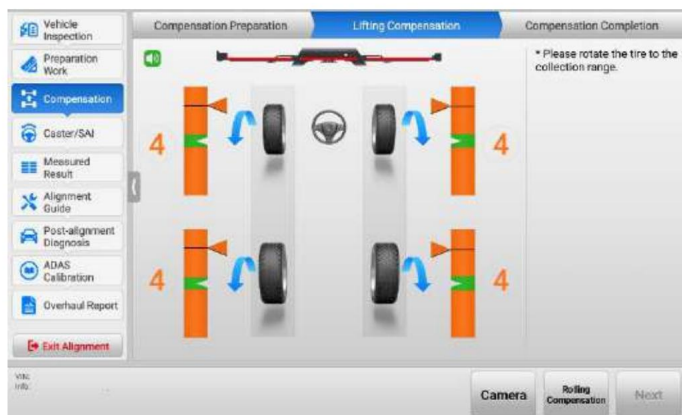 Vehicle
Inspection
Preparation
Work
Compensation
Caster/SAI
Measured
Result
Alignment
Guide
Post-alignment
Diagnosis
ADAS
Calibration
Overhaul Report
Exit Alignment
Compensation Preparation
Lifting Compensation
Compensation Completion
* Please rotate the tire to the
collection range.
4
4
4
4
VIN:
Info:
Camera
Rolling
Compensation
Next